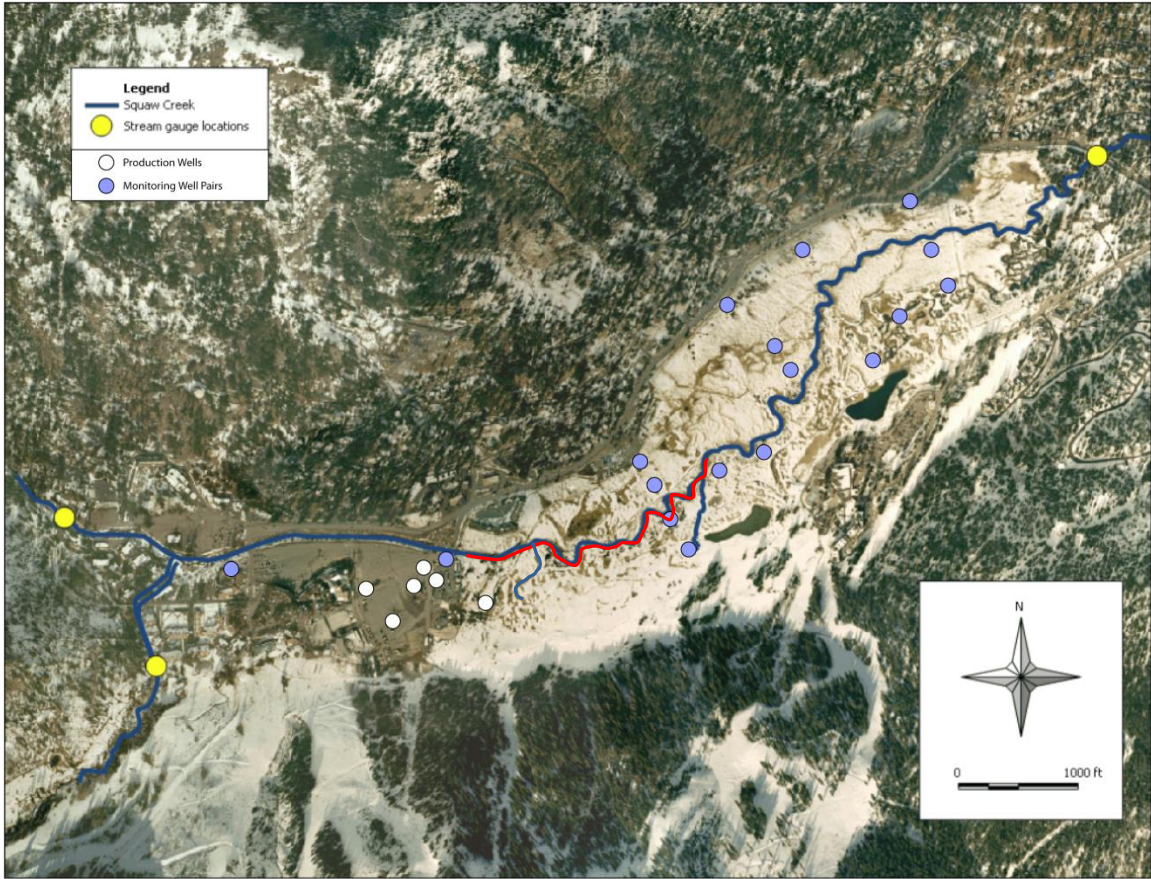 Legend
Squaw Creek
Stream gauge locations
Production Wells
Monitoring Well Pairs
N
0 1000 ft